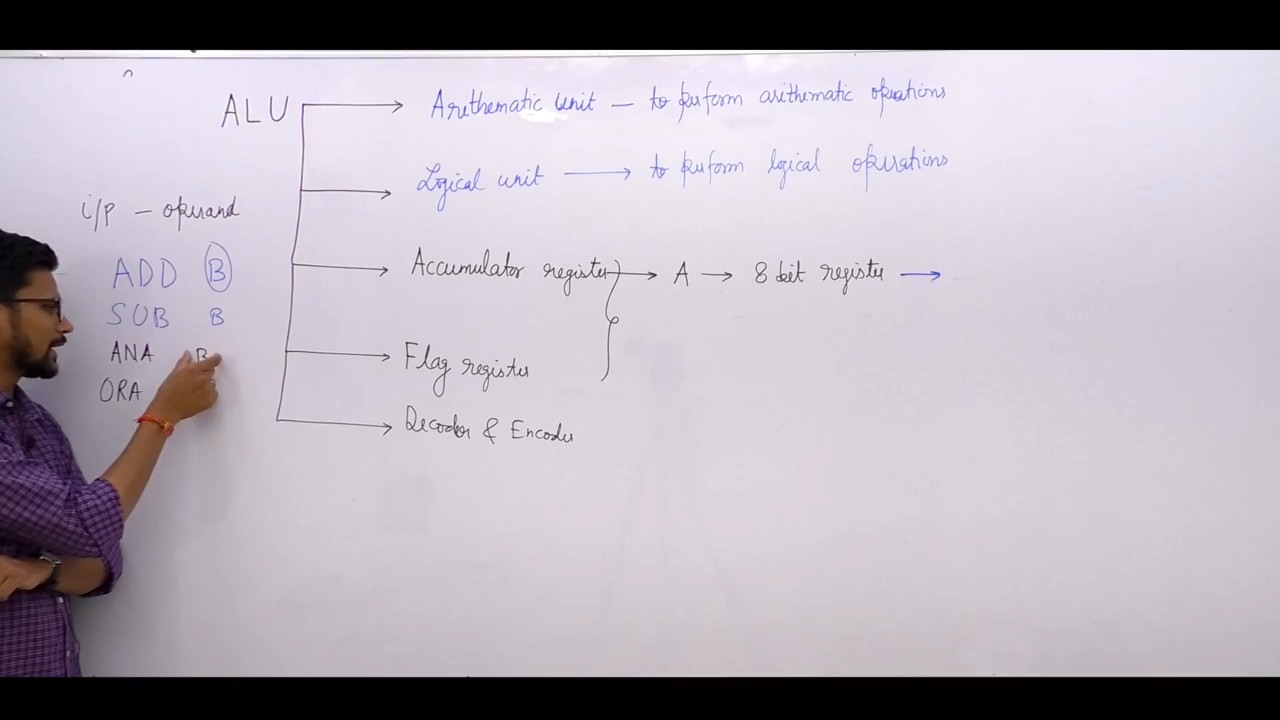 ALU
Arethematic unit — to perform arithematic operations
Logical unit → to perform logical operations
i/p - operand
Accumulator register → A → 8 bit register →
ADD B
SUB B
ANA B
Flag register
ORA
Decoder & Encoder